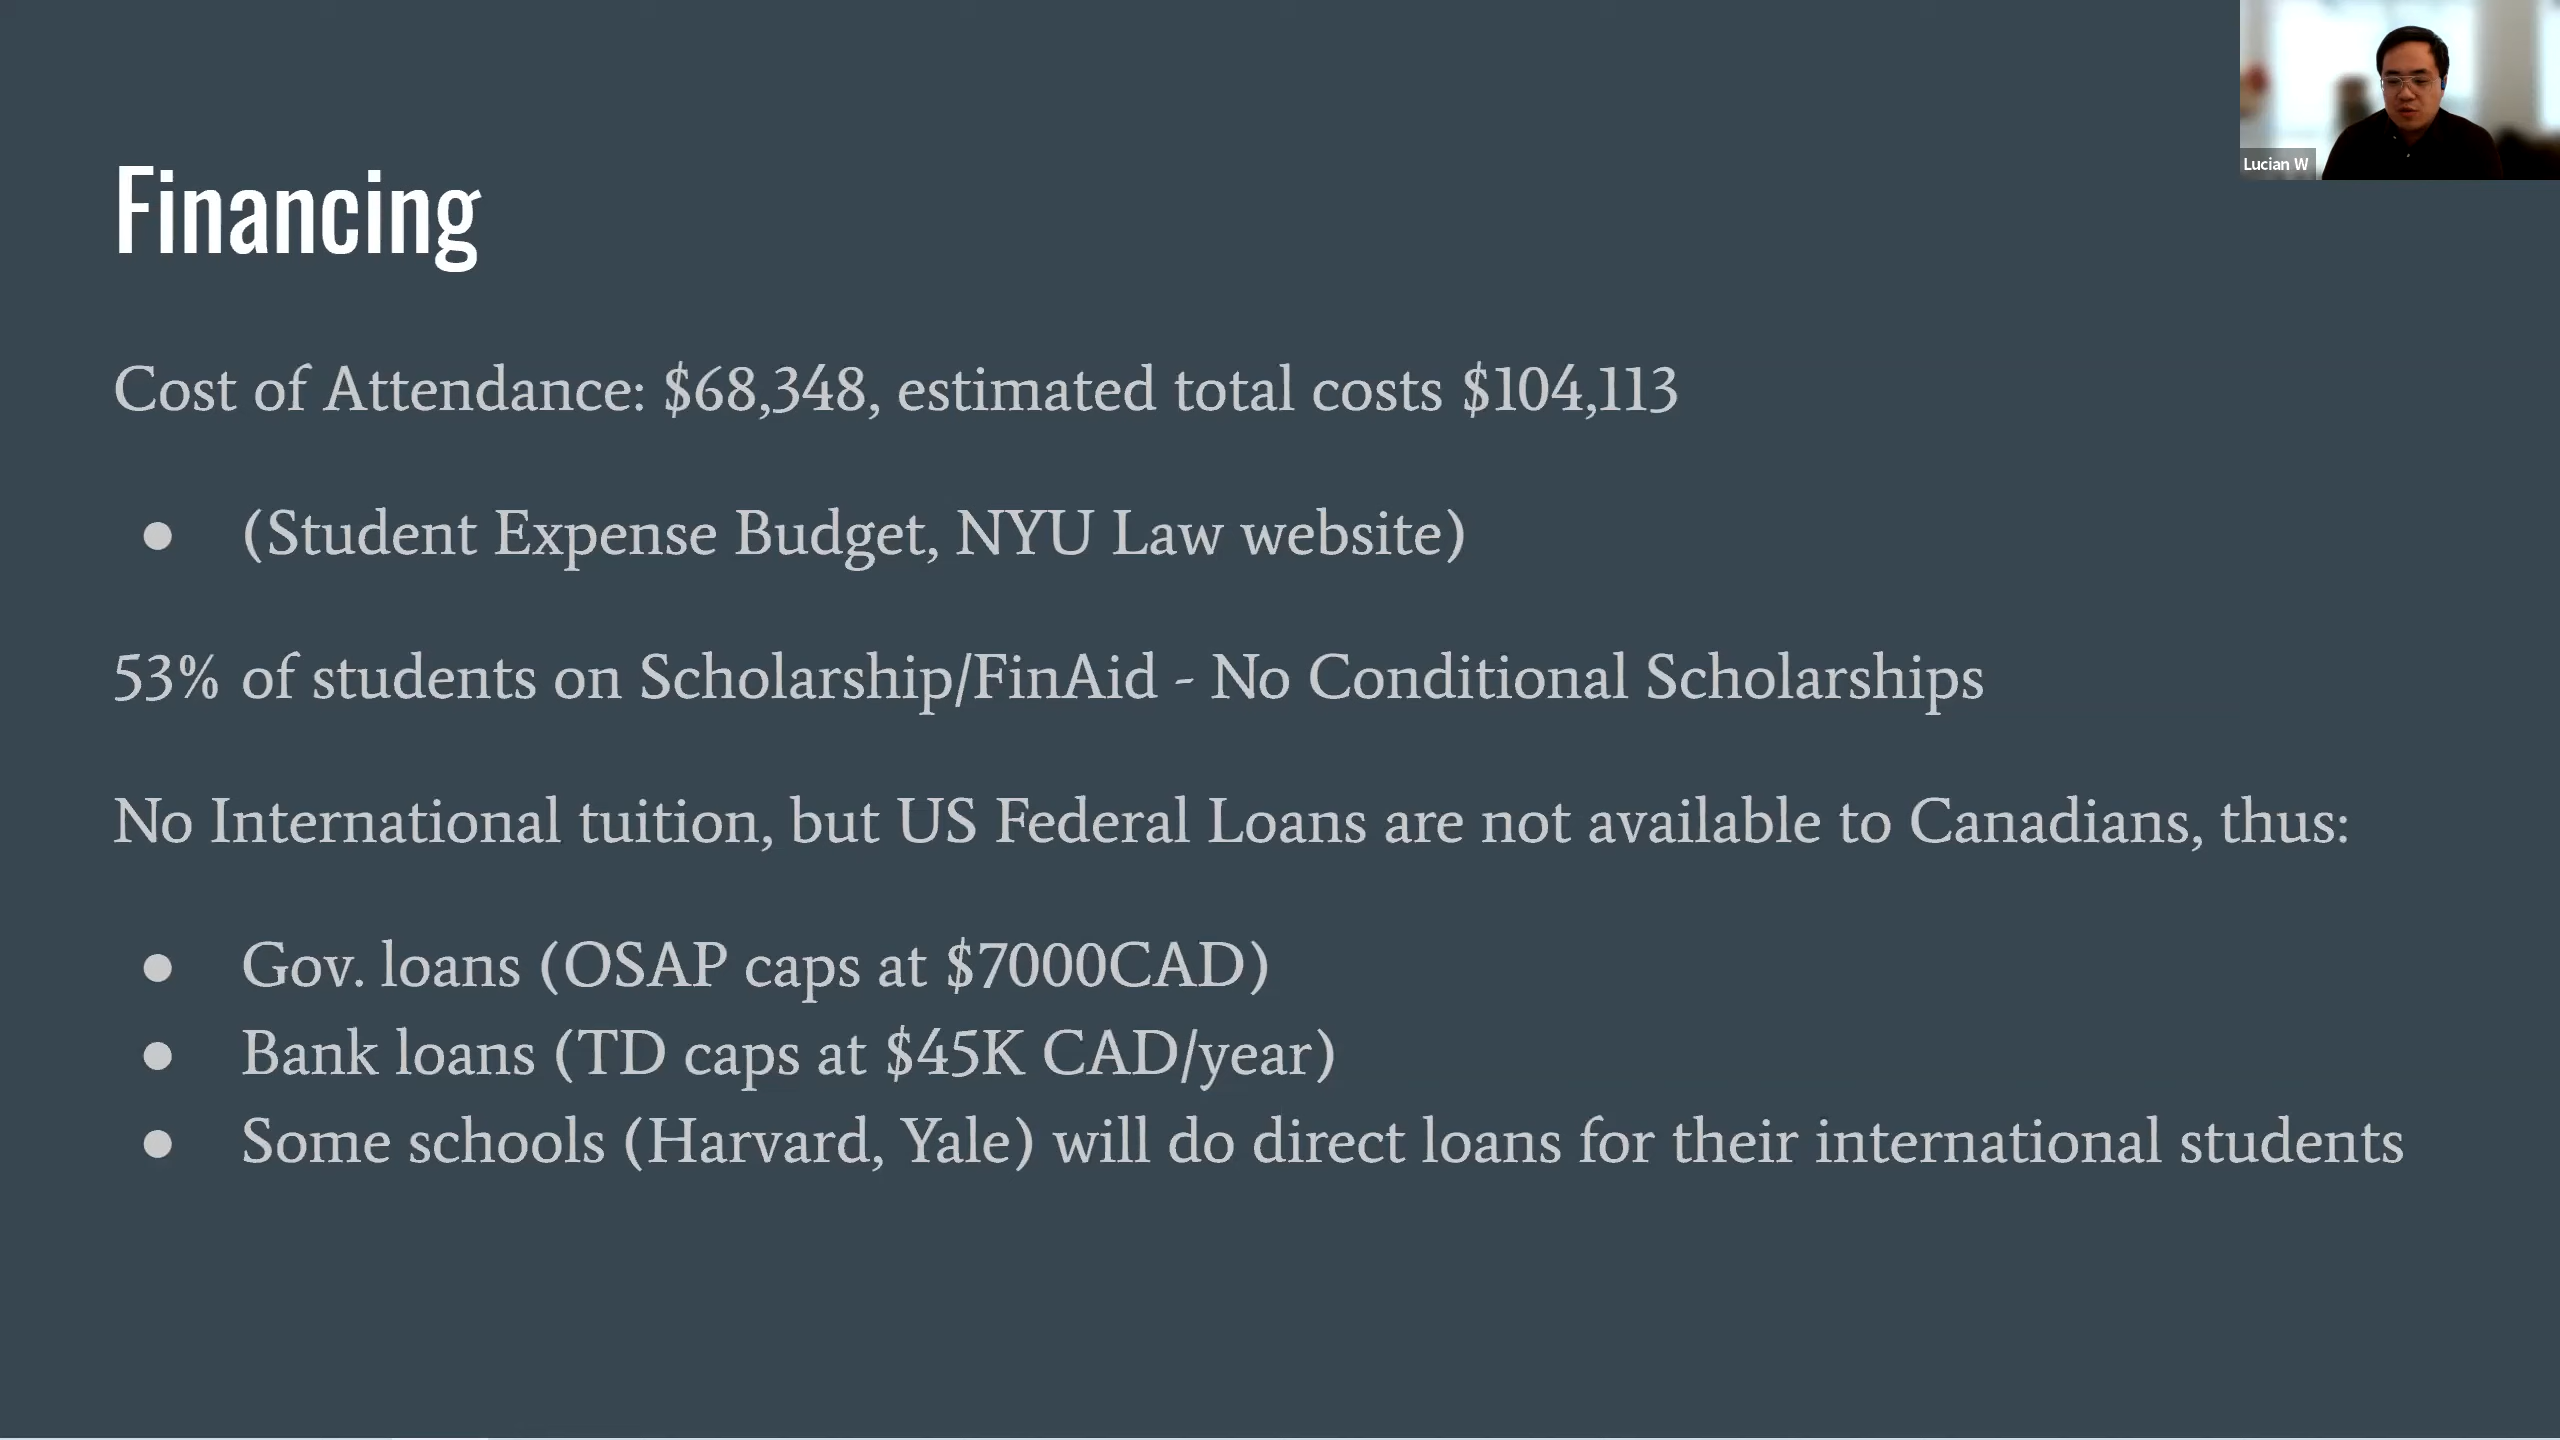 Lucian W
Financing
Cost of Attendance: $68,348, estimated total costs $104,113
● (Student Expense Budget, NYU Law website)
53% of students on Scholarship/FinAid - No Conditional Scholarships
No International tuition, but US Federal Loans are not available to Canadians, thus:
● Gov. loans (OSAP caps at $7000CAD)
● Bank loans (TD caps at $45K CAD/year)
● Some schools (Harvard, Yale) will do direct loans for their international students